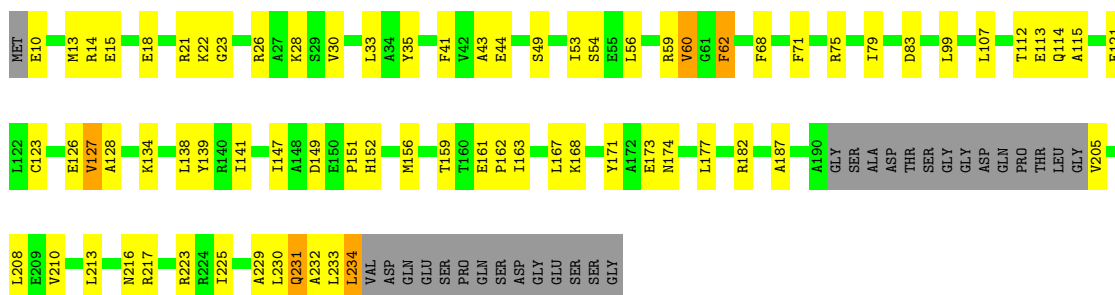 MET E10 M13 R14 E15 E18 R21 K22 G23 R26 A27 K28 S29 V30 L33 A34 Y35 F41 V42 A43 E44 S49 I53 S54 E55 L56 R59 V60 G61 F62 F68 F71 R75 I79 D83 L99 L107 T112 E113 Q114 A115
L122 C123 E126 V127 A128 K134 L138 Y139 R140 I141 I147 A148 D149 E150 P151 H152 M156 T159 T160 E161 P162 I163 L167 K168 Y171 A172 E173 N174 L177 R182 A187 A190 GLY SER ALA ASP THR SER GLY GLY ASP GLN PRO THR LEU GLY V205
L208 E209 V210 L213 N216 R217 R223 R224 I225 A229 L230 Q231 A232 L233 L234 VAL ASP GLN GLU SER PRO GLN SER ASP GLY GLU SER SER GLY